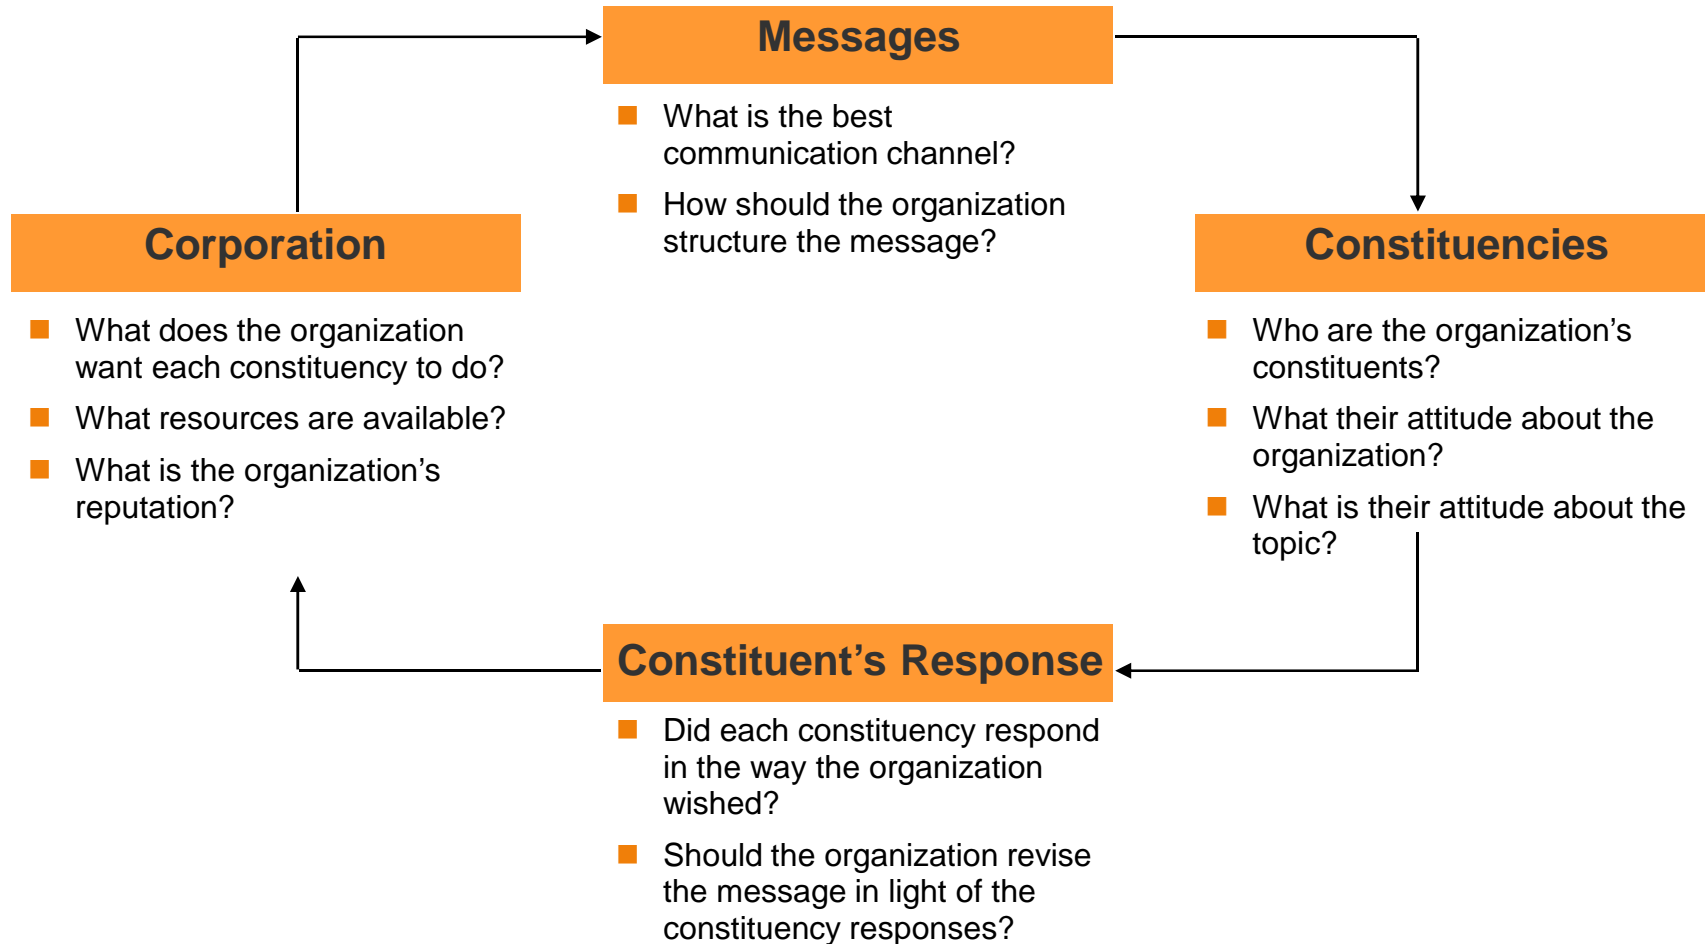 Messages
What is the best
communication channel?
How should the organization
structure the message?
Corporation
What does the organization
want each constituency to do?
What resources are available?
What is the organization’s
reputation?
Constituencies
Who are the organization’s
constituents?
What their attitude about the
organization?
What is their attitude about the
topic?
Constituent’s Response
Did each constituency respond
in the way the organization
wished?
Should the organization revise
the message in light of the
constituency responses?